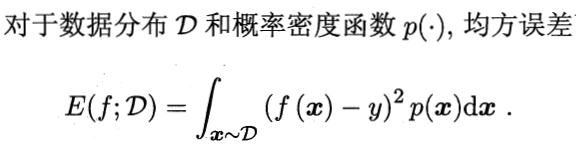 对于数据分布 𝒟 和概率密度函数 p(·), 均方误差
E(f; 𝒟) = ∫_{x∼𝒟} (f (x) − y)² p(x)dx .